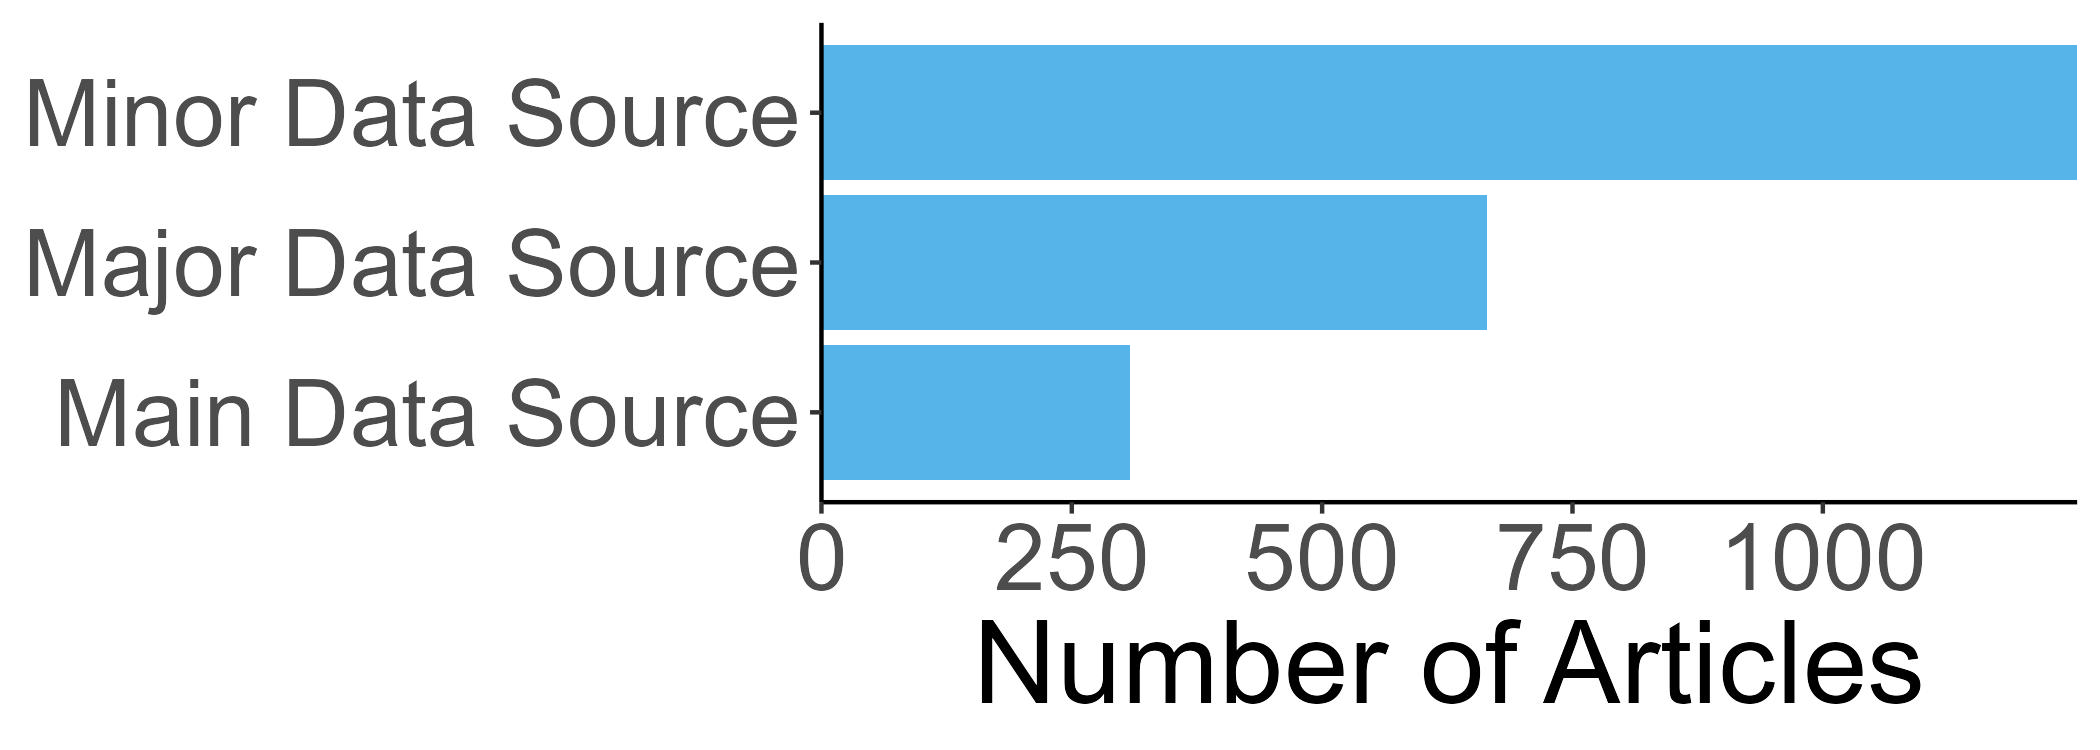 Minor Data Source
Major Data Source
Main Data Source
0 250 500 750 1000
Number of Articles